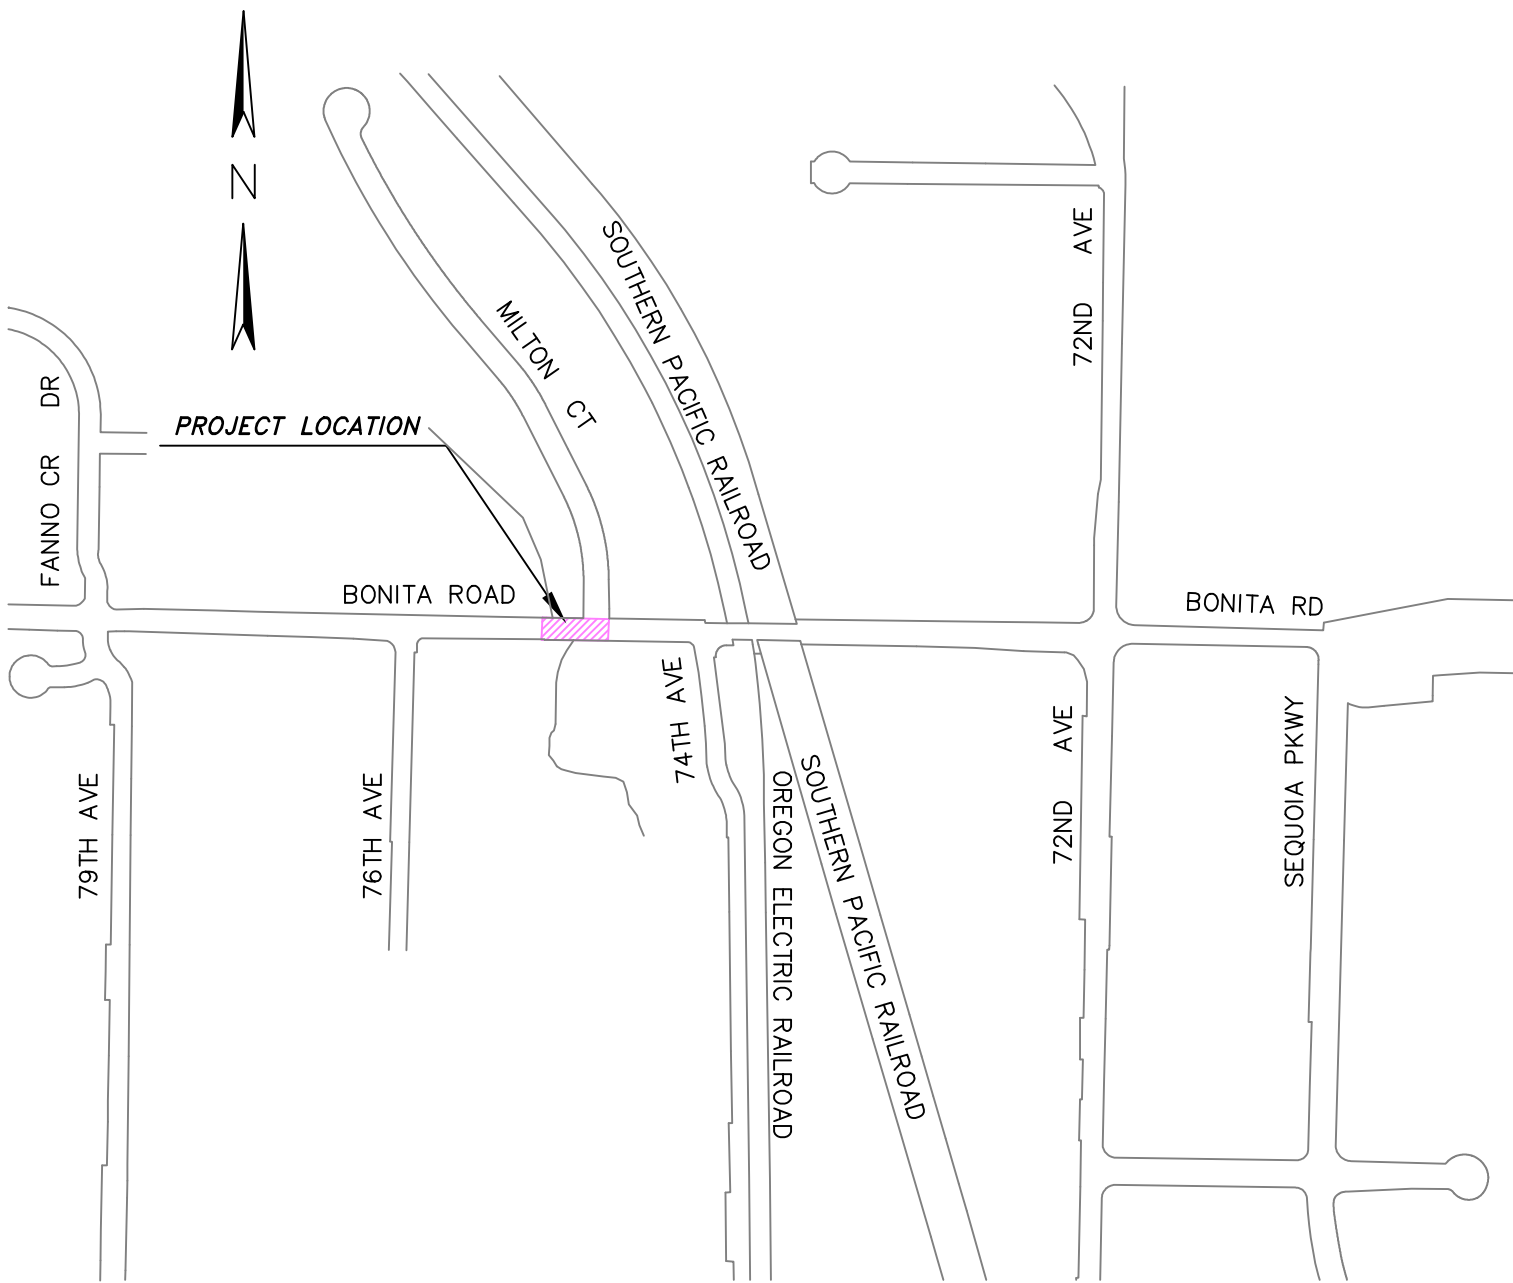 N
SOUTHERN PACIFIC RAILROAD
72ND AVE
MILTON CT
FANNO CR DR
PROJECT LOCATION
BONITA ROAD
BONITA RD
74TH AVE
79TH AVE
76TH AVE
OREGON ELECTRIC RAILROAD
SOUTHERN PACIFIC RAILROAD
72ND AVE
SEQUOIA PKWY